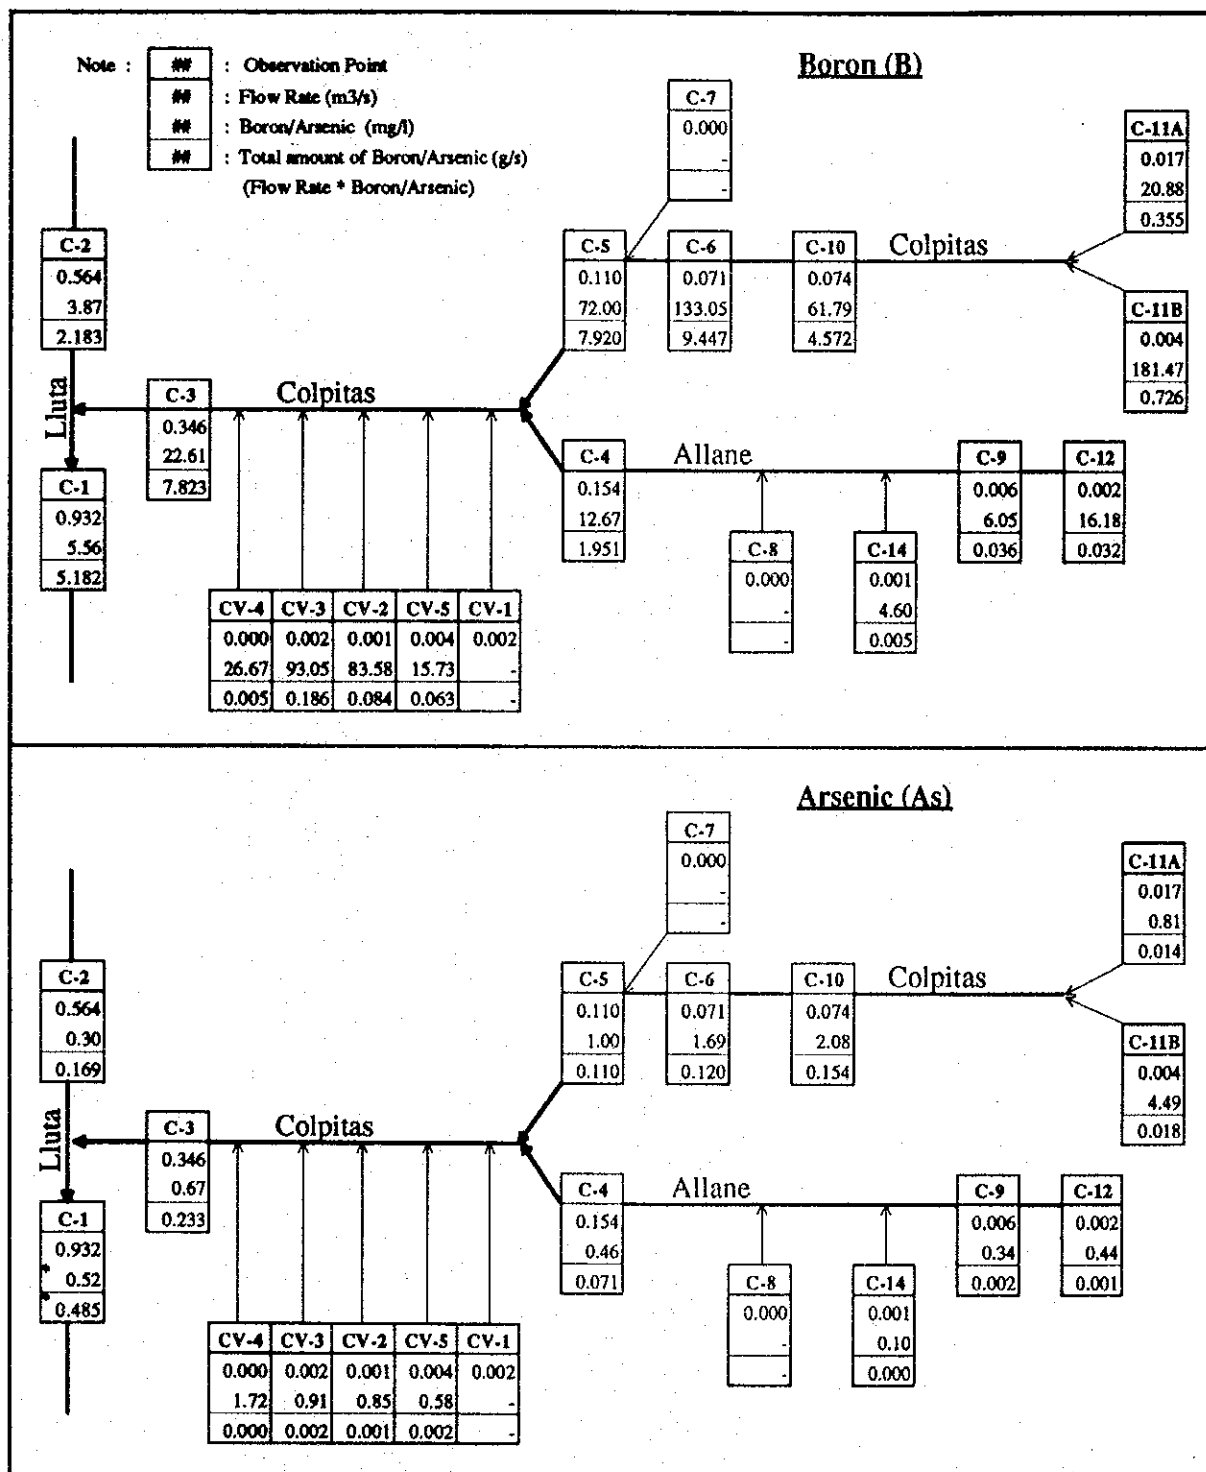 Boron (B)
Note : ## : Observation Point
## : Flow Rate (m3/s)
## : Boron/Arsenic (mg/l)
## : Total amount of Boron/Arsenic (g/s)
(Flow Rate * Boron/Arsenic)
C-7
0.000
-
-
C-11A
0.017
20.88
0.355
C-2
0.564
3.87
2.183
C-5
0.110
72.00
7.920
C-6
0.071
133.05
9.447
C-10
0.074
61.79
4.572
Colpitas
C-11B
0.004
181.47
0.726
Lluta
C-3
0.346
22.61
7.823
Colpitas
C-1
0.932
5.56
5.182
C-4
0.154
12.67
1.951
Allane
C-9
0.006
6.05
0.036
C-12
0.002
16.18
0.032
C-8
0.000
-
-
C-14
0.001
4.60
0.005
CV-4 CV-3 CV-2 CV-5 CV-1
0.000 0.002 0.001 0.004 0.002
26.67 93.05 83.58 15.73 -
0.005 0.186 0.084 0.063 -
Arsenic (As)
C-7
0.000
-
-
C-11A
0.017
0.81
0.014
C-2
0.564
0.30
0.169
C-5
0.110
1.00
0.110
C-6
0.071
1.69
0.120
C-10
0.074
2.08
0.154
Colpitas
C-11B
0.004
4.49
0.018
Lluta
C-3
0.346
0.67
0.233
Colpitas
C-1
0.932
* 0.52
* 0.485
C-4
0.154
0.46
0.071
Allane
C-9
0.006
0.34
0.002
C-12
0.002
0.44
0.001
C-8
0.000
-
-
C-14
0.001
0.10
0.000
CV-4 CV-3 CV-2 CV-5 CV-1
0.000 0.002 0.001 0.004 0.002
1.72 0.91 0.85 0.58 -
0.000 0.002 0.001 0.002 -